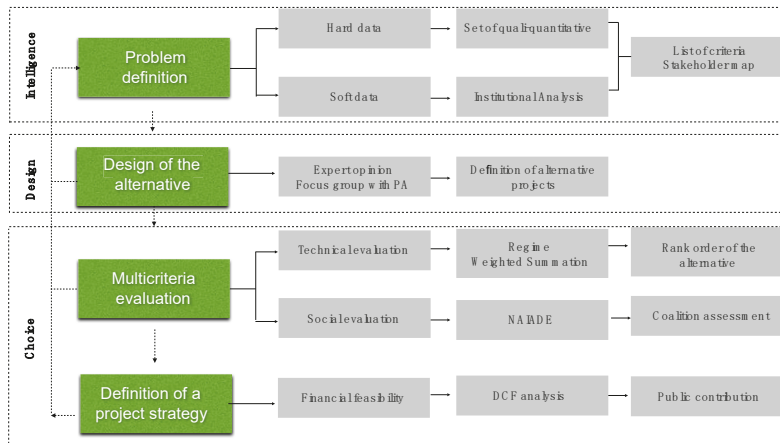 Intelligence
Problem
definition
Hard data
Set of quali-quantitative
List of criteria
Stakeholder map
Soft data
Institutional Analysis
Design
Design of the
alternative
Expert opinion
Focus group with PA
Definition of alternative
projects
Choice
Multicriteria
evaluation
Technical evaluation
Regime
Weighted Summation
Rank order of the
alternative
Social evaluation
NAIADE
Coalition assessment
Definition of a
project strategy
Financial feasibility
DCF analysis
Public contribution